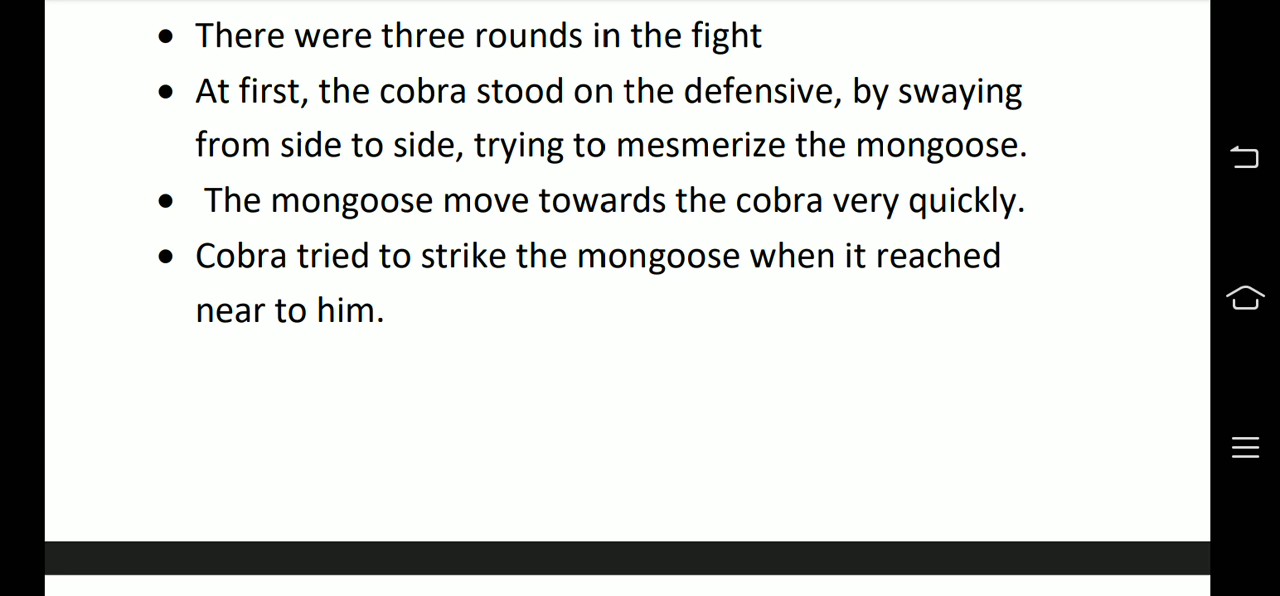 • There were three rounds in the fight
• At first, the cobra stood on the defensive, by swaying
from side to side, trying to mesmerize the mongoose.
• The mongoose move towards the cobra very quickly.
• Cobra tried to strike the mongoose when it reached
near to him.